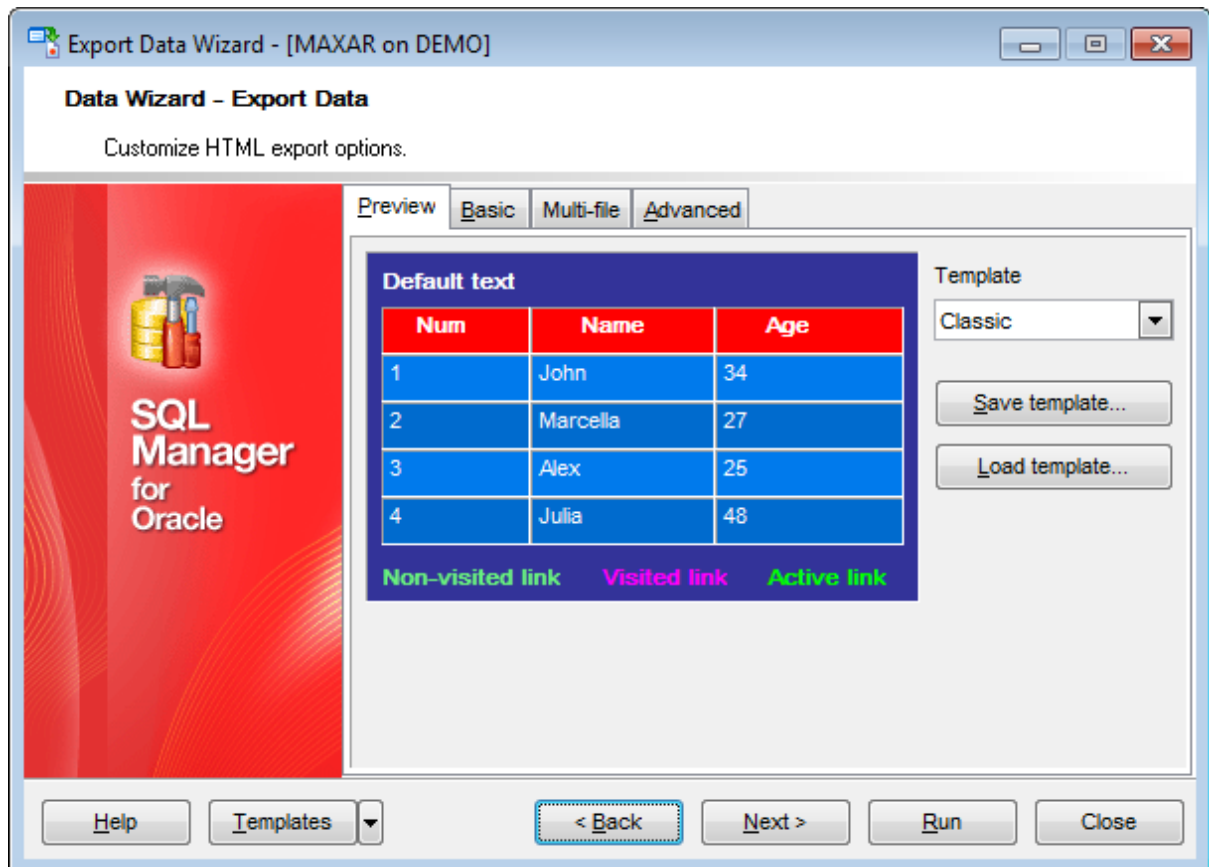 Export Data Wizard - [MAXAR on DEMO]
Data Wizard - Export Data
Customize HTML export options.
SQL
Manager
for
Oracle
Preview Basic Multi-file Advanced
Default text
Num Name Age
1 John 34
2 Marcella 27
3 Alex 25
4 Julia 48
Non-visited link Visited link Active link
Template
Classic
Save template...
Load template...
Help Templates < Back Next > Run Close